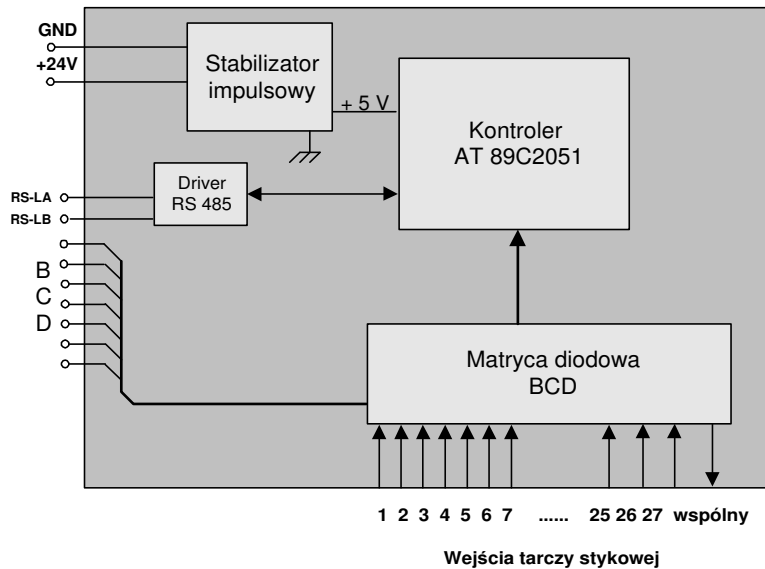 GND
+24V
Stabilizator
impulsowy
+ 5 V
Kontroler
AT 89C2051
Driver
RS 485
RS-LA
RS-LB
B
C
D
Matryca diodowa
BCD
1 2 3 4 5 6 7 ...... 25 26 27 wspólny
Wejścia tarczy stykowej